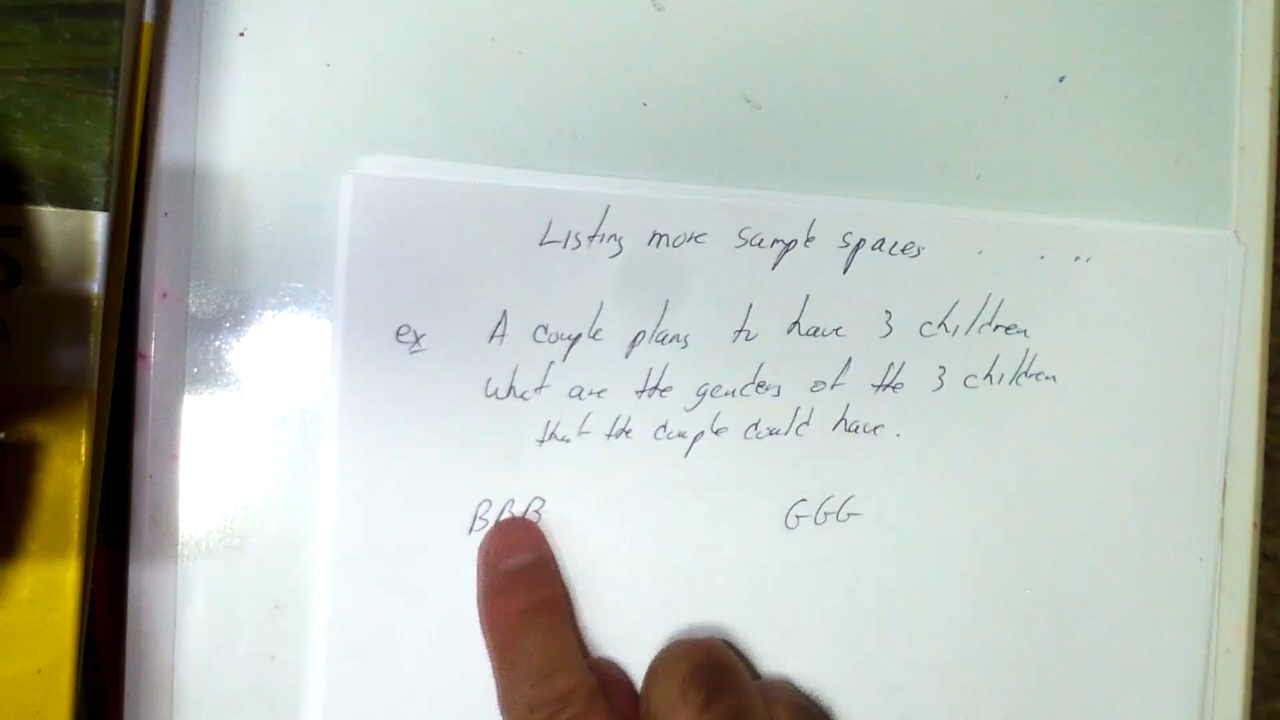 Listing more sample spaces . . ..
ex A couple plans to have 3 children
What are the genders of the 3 children
that the couple could have.
BBB GGG